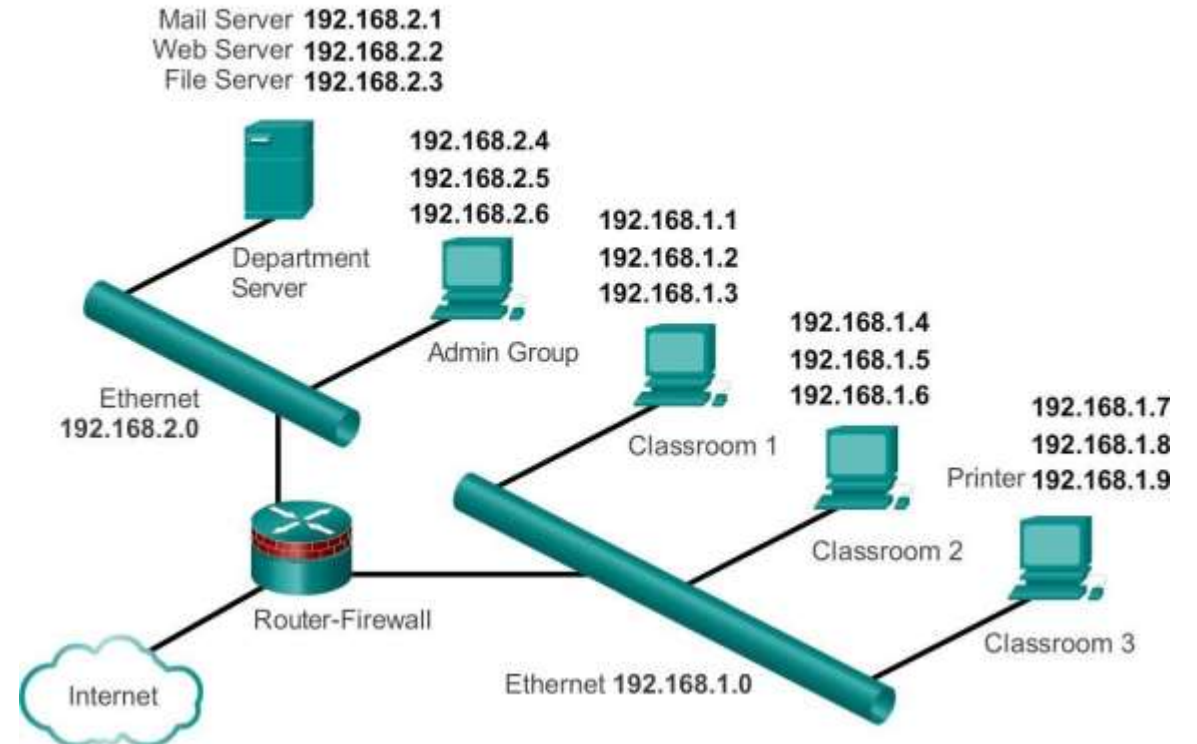 Mail Server 192.168.2.1
Web Server 192.168.2.2
File Server 192.168.2.3
192.168.2.4
192.168.2.5
192.168.2.6
Department
Server
Admin Group
192.168.1.1
192.168.1.2
192.168.1.3
Classroom 1
192.168.1.4
192.168.1.5
192.168.1.6
Classroom 2
192.168.1.7
192.168.1.8
Printer 192.168.1.9
Classroom 3
Ethernet
192.168.2.0
Router-Firewall
Internet
Ethernet 192.168.1.0